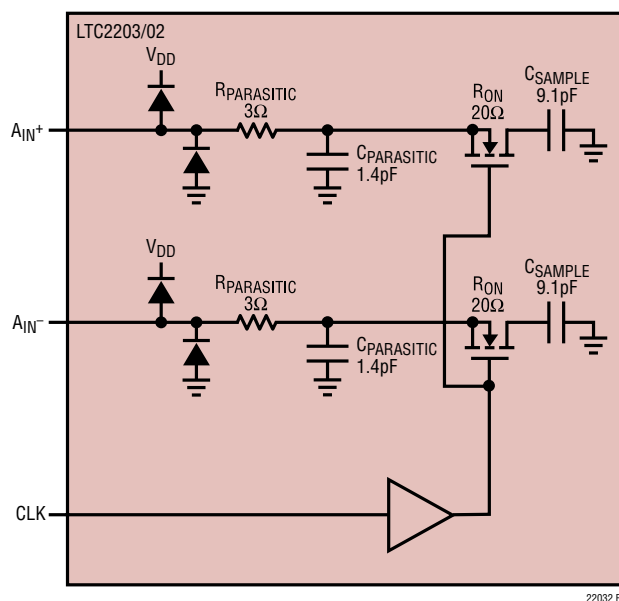 LTC2203/02
VDD
RPARASITIC
3Ω
CPARASITIC
1.4pF
RON
20Ω
CSAMPLE
9.1pF
AIN+
VDD
RPARASITIC
3Ω
CPARASITIC
1.4pF
RON
20Ω
CSAMPLE
9.1pF
AIN–
CLK